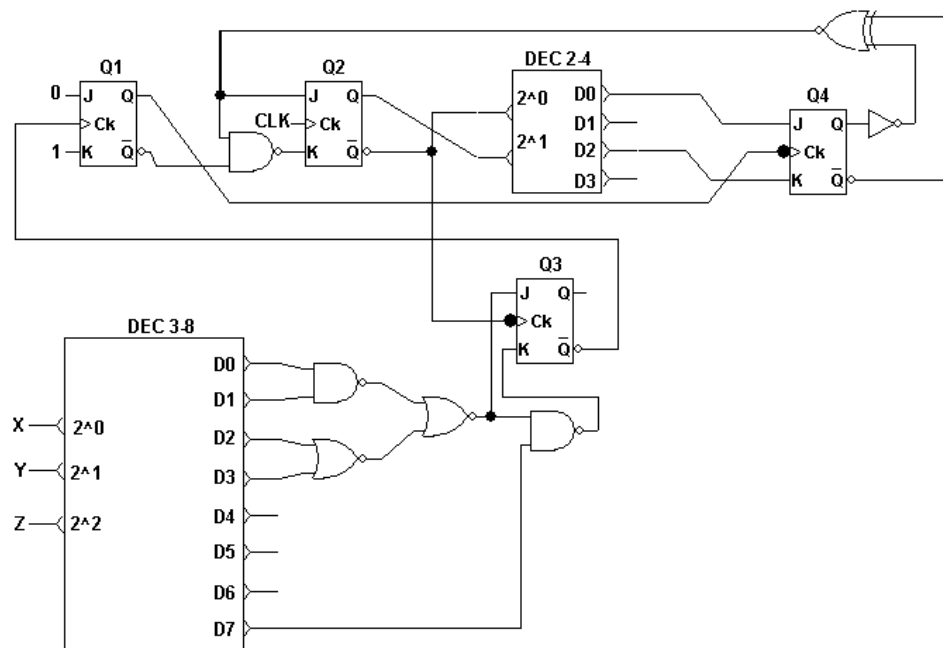 DEC 2-4
Q1
Q2
Q4
0
J
Q
Ck
1
K
Q̅
J
Q
CLK
Ck
K
Q̅
2^0
2^1
D0
D1
D2
D3
J
Q
Ck
K
Q̅
Q3
J
Q
Ck
K
Q̅
DEC 3-8
X
Y
Z
2^0
2^1
2^2
D0
D1
D2
D3
D4
D5
D6
D7